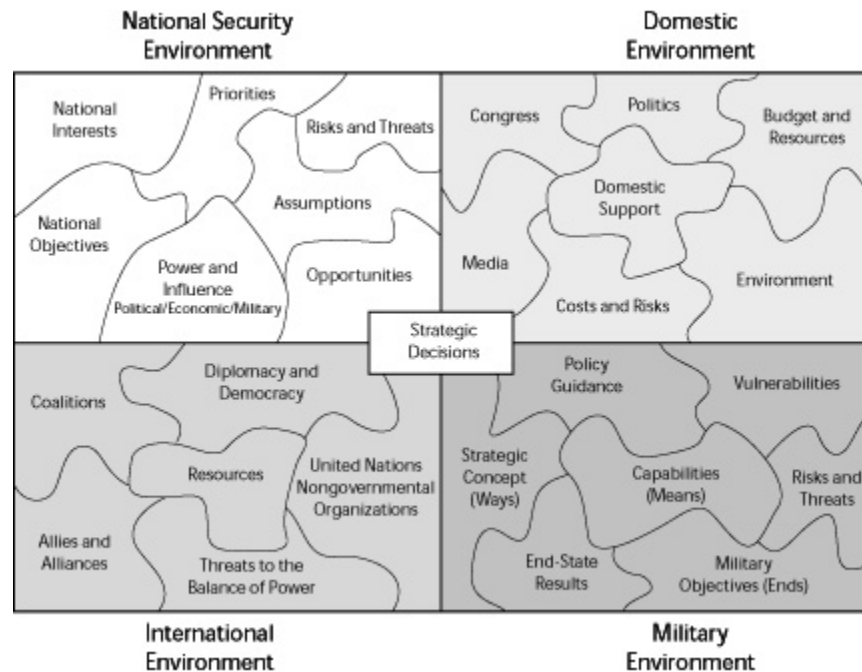 National Security
Environment
Domestic
Environment
National
Interests
Priorities
Risks and Threats
Assumptions
National
Objectives
Power and
Influence
Political/Economic/Military
Opportunities
Congress
Politics
Budget and
Resources
Domestic
Support
Media
Costs and Risks
Environment
Strategic
Decisions
Coalitions
Diplomacy and
Democracy
Resources
United Nations
Nongovernmental
Organizations
Allies and
Alliances
Threats to the
Balance of Power
Policy
Guidance
Vulnerabilities
Strategic
Concept
(Ways)
Capabilities
(Means)
Risks and
Threats
End-State
Results
Military
Objectives (Ends)
International
Environment
Military
Environment